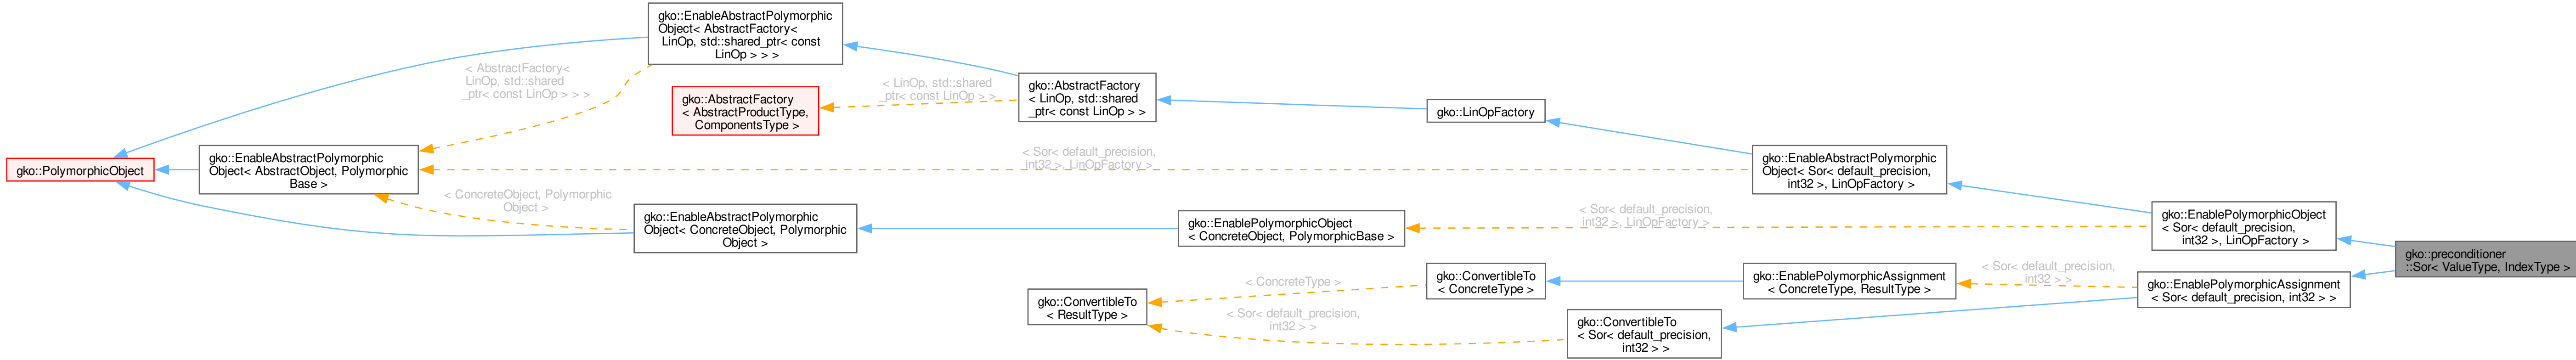 gko::PolymorphicObject
gko::EnableAbstractPolymorphic
Object< AbstractObject, Polymorphic
Base >
gko::EnableAbstractPolymorphic
Object< AbstractFactory<
LinOp, std::shared_ptr< const
LinOp > > >
< AbstractFactory<
LinOp, std::shared
_ptr< const LinOp > > >
gko::AbstractFactory
< AbstractProductType,
ComponentsType >
< LinOp, std::shared
_ptr< const LinOp > >
gko::AbstractFactory
< LinOp, std::shared
_ptr< const LinOp > >
gko::LinOpFactory
< Sor< default_precision,
int32 >, LinOpFactory >
gko::EnableAbstractPolymorphic
Object< Sor< default_precision,
int32 >, LinOpFactory >
< ConcreteObject, Polymorphic
Object >
gko::EnableAbstractPolymorphic
Object< ConcreteObject, Polymorphic
Object >
gko::EnablePolymorphicObject
< ConcreteObject, PolymorphicBase >
< Sor< default_precision,
int32 >, LinOpFactory >
gko::EnablePolymorphicObject
< Sor< default_precision,
int32 >, LinOpFactory >
gko::preconditioner
::Sor< ValueType, IndexType >
gko::ConvertibleTo
< ResultType >
< ConcreteType >
gko::ConvertibleTo
< ConcreteType >
gko::EnablePolymorphicAssignment
< ConcreteType, ResultType >
< Sor< default_precision,
int32 > >
gko::EnablePolymorphicAssignment
< Sor< default_precision, int32 > >
< Sor< default_precision,
int32 > >
gko::ConvertibleTo
< Sor< default_precision,
int32 > >